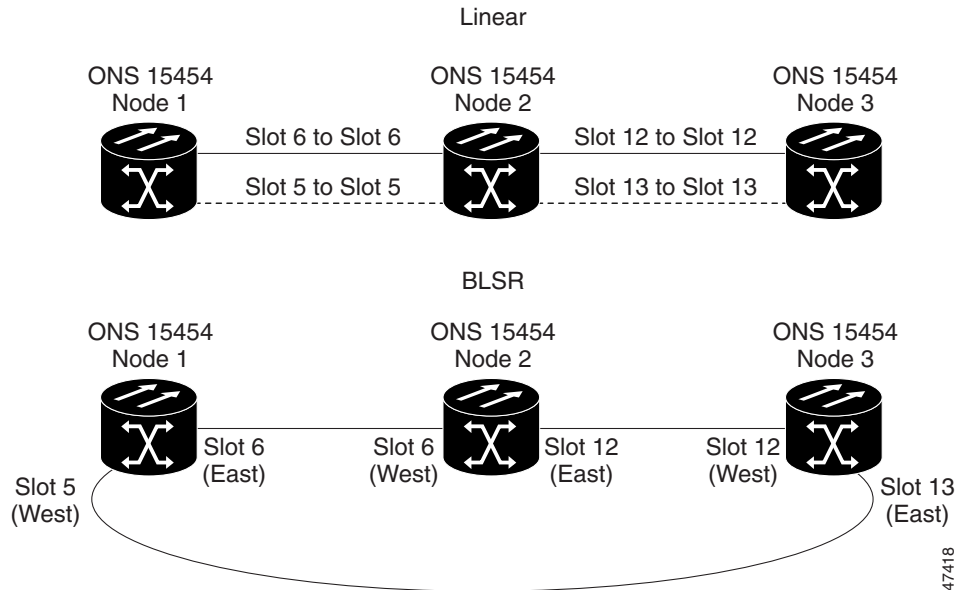 Linear
ONS 15454
Node 1
ONS 15454
Node 2
ONS 15454
Node 3
Slot 6 to Slot 6
Slot 12 to Slot 12
Slot 5 to Slot 5
Slot 13 to Slot 13
BLSR
ONS 15454
Node 1
ONS 15454
Node 2
ONS 15454
Node 3
Slot 6
(East)
Slot 6
(West)
Slot 12
(East)
Slot 12
(West)
Slot 5
(West)
Slot 13
(East)
47418